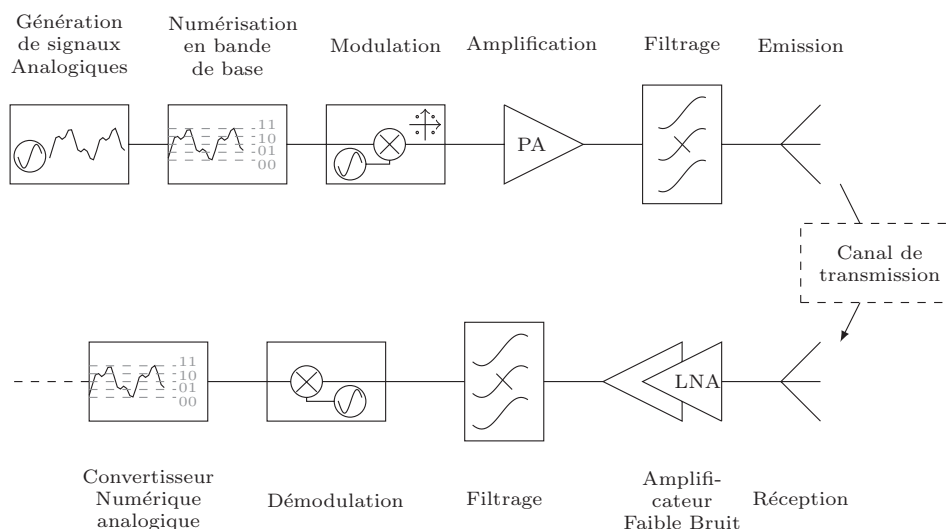 Génération
de signaux
Analogiques
Numérisation
en bande
de base
Modulation
Amplification
Filtrage
Emission
11
10
01
00
PA
Canal de
transmission
11
10
01
00
LNA
Convertisseur
Numérique
analogique
Démodulation
Filtrage
Amplifi-
cateur
Faible Bruit
Réception